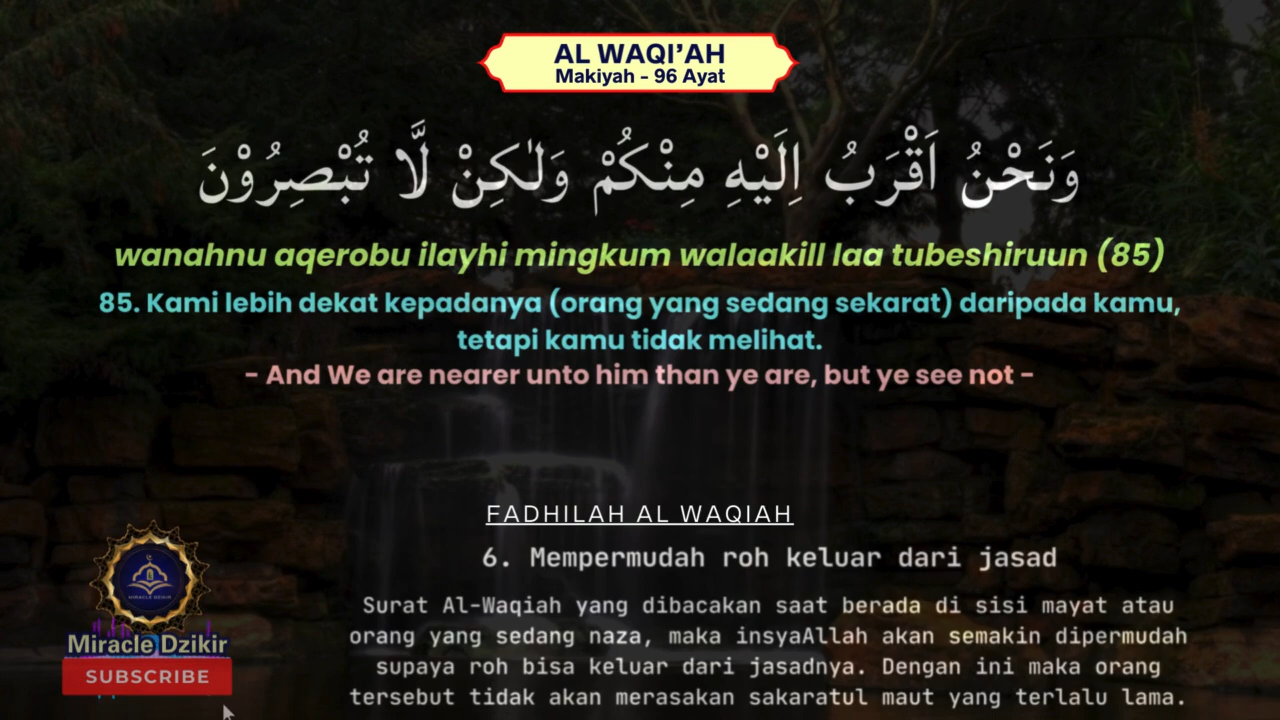 AL WAQI’AH
Makiyah - 96 Ayat
وَنَحْنُ اَقْرَبُ اِلَيْهِ مِنْكُمْ وَلٰكِنْ لَّا تُبْصِرُوْنَ
wanahnu aqerobu ilayhi mingkum walaakill laa tubeshiruun (85)
85. Kami lebih dekat kepadanya (orang yang sedang sekarat) daripada kamu,
tetapi kamu tidak melihat.
- And We are nearer unto him than ye are, but ye see not -
FADHILAH AL WAQIAH
6. Mempermudah roh keluar dari jasad
Surat Al-Waqiah yang dibacakan saat berada di sisi mayat atau
orang yang sedang naza, maka insyaAllah akan semakin dipermudah
supaya roh bisa keluar dari jasadnya. Dengan ini maka orang
tersebut tidak akan merasakan sakaratul maut yang terlalu lama.
MIRACLE DZIKIR
Miracle Dzikir
SUBSCRIBE